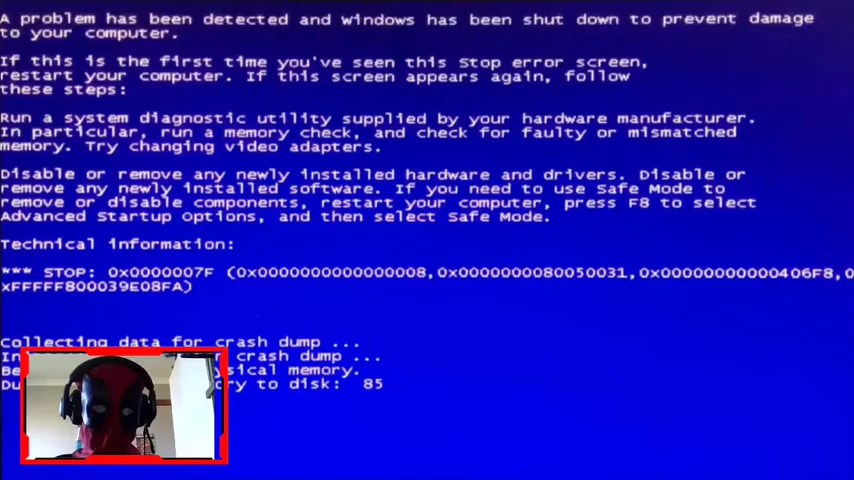 A problem has been detected and Windows has been shut down to prevent damage
to your computer.
If this is the first time you've seen this Stop error screen,
restart your computer. If this screen appears again, follow
these steps:
Run a system diagnostic utility supplied by your hardware manufacturer.
In particular, run a memory check, and check for faulty or mismatched
memory. Try changing video adapters.
Disable or remove any newly installed hardware and drivers. Disable or
remove any newly installed software. If you need to use Safe Mode to
remove or disable components, restart your computer, press F8 to select
Advanced Startup Options, and then select Safe Mode.
Technical information:
*** STOP: 0x0000007F (0x0000000000000008,0x0000000080050031,0x00000000000406F8,0
xFFFFF800039E08FA)
Collecting data for crash dump ...
In crash dump ...
Be ysical memory.
Du ry to disk: 85